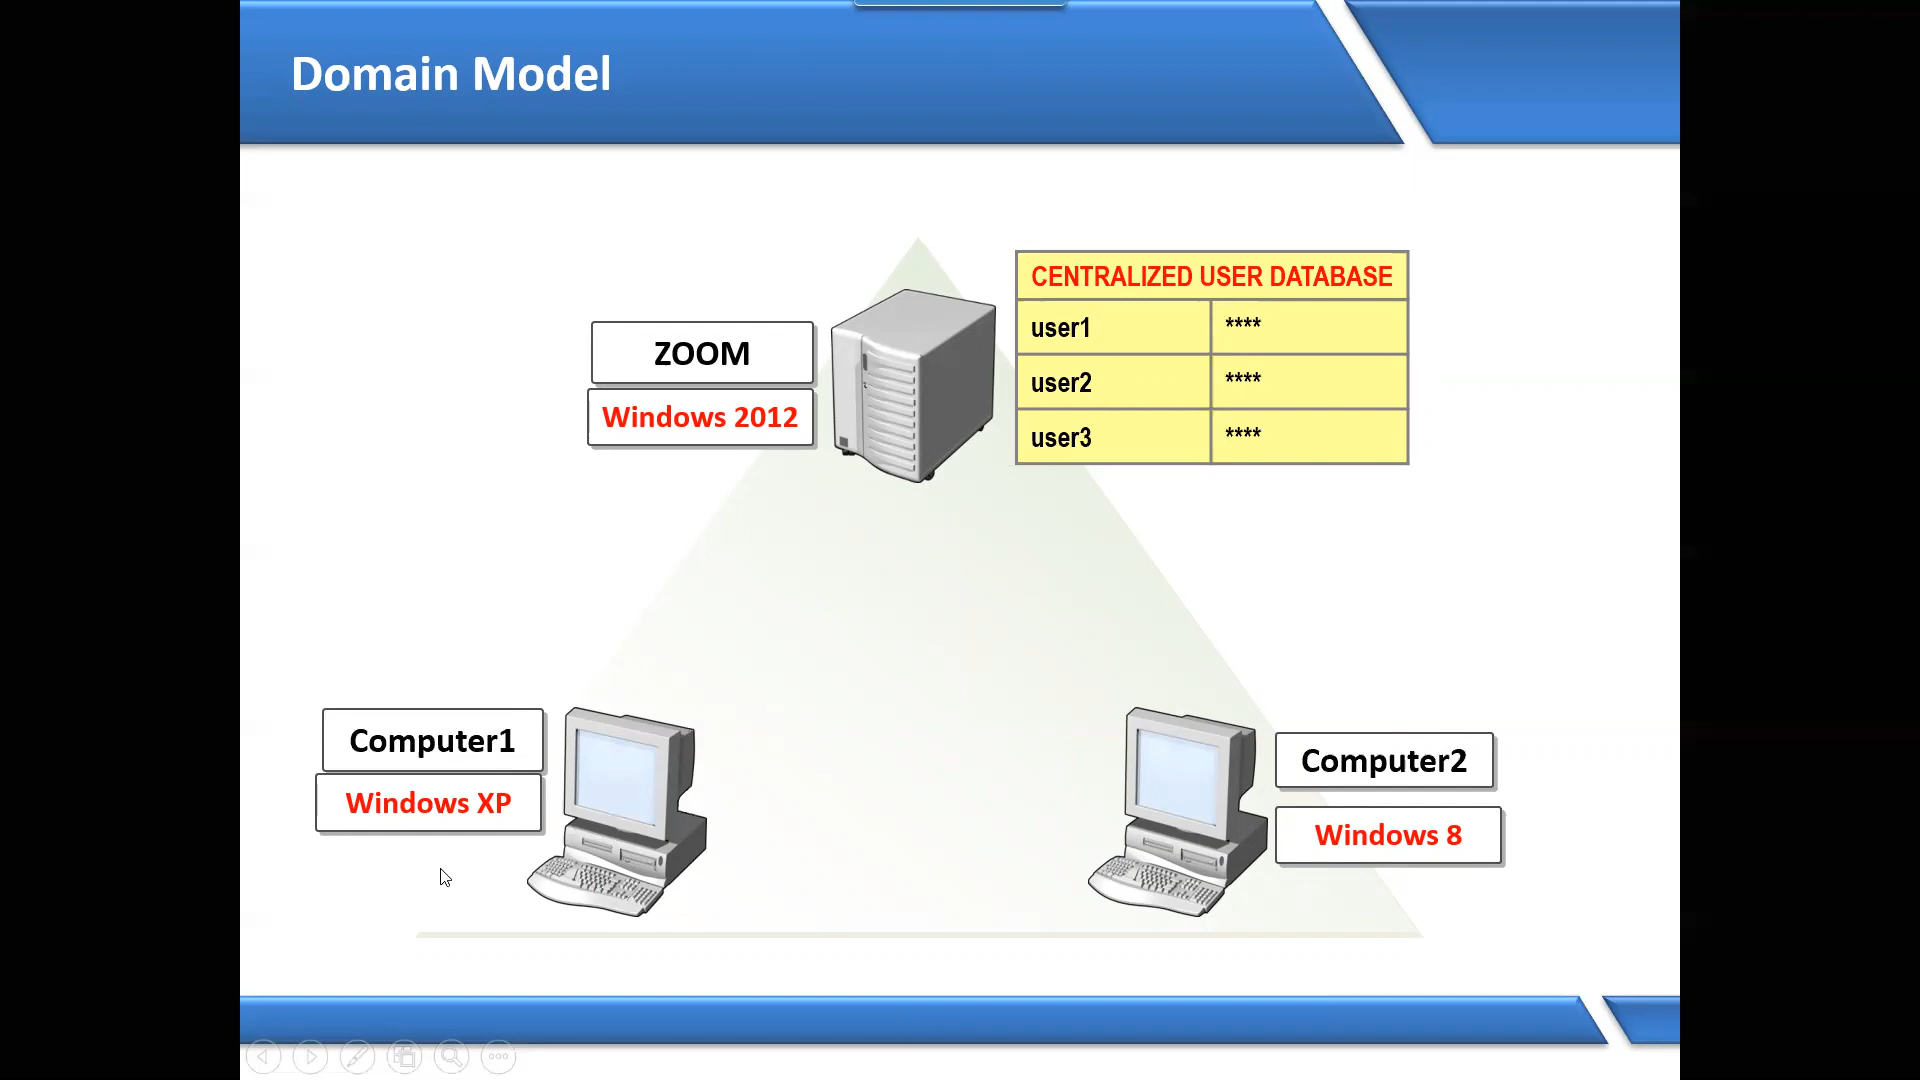 Domain Model
CENTRALIZED USER DATABASE
user1 ****
user2 ****
user3 ****
ZOOM
Windows 2012
Computer1
Windows XP
Computer2
Windows 8